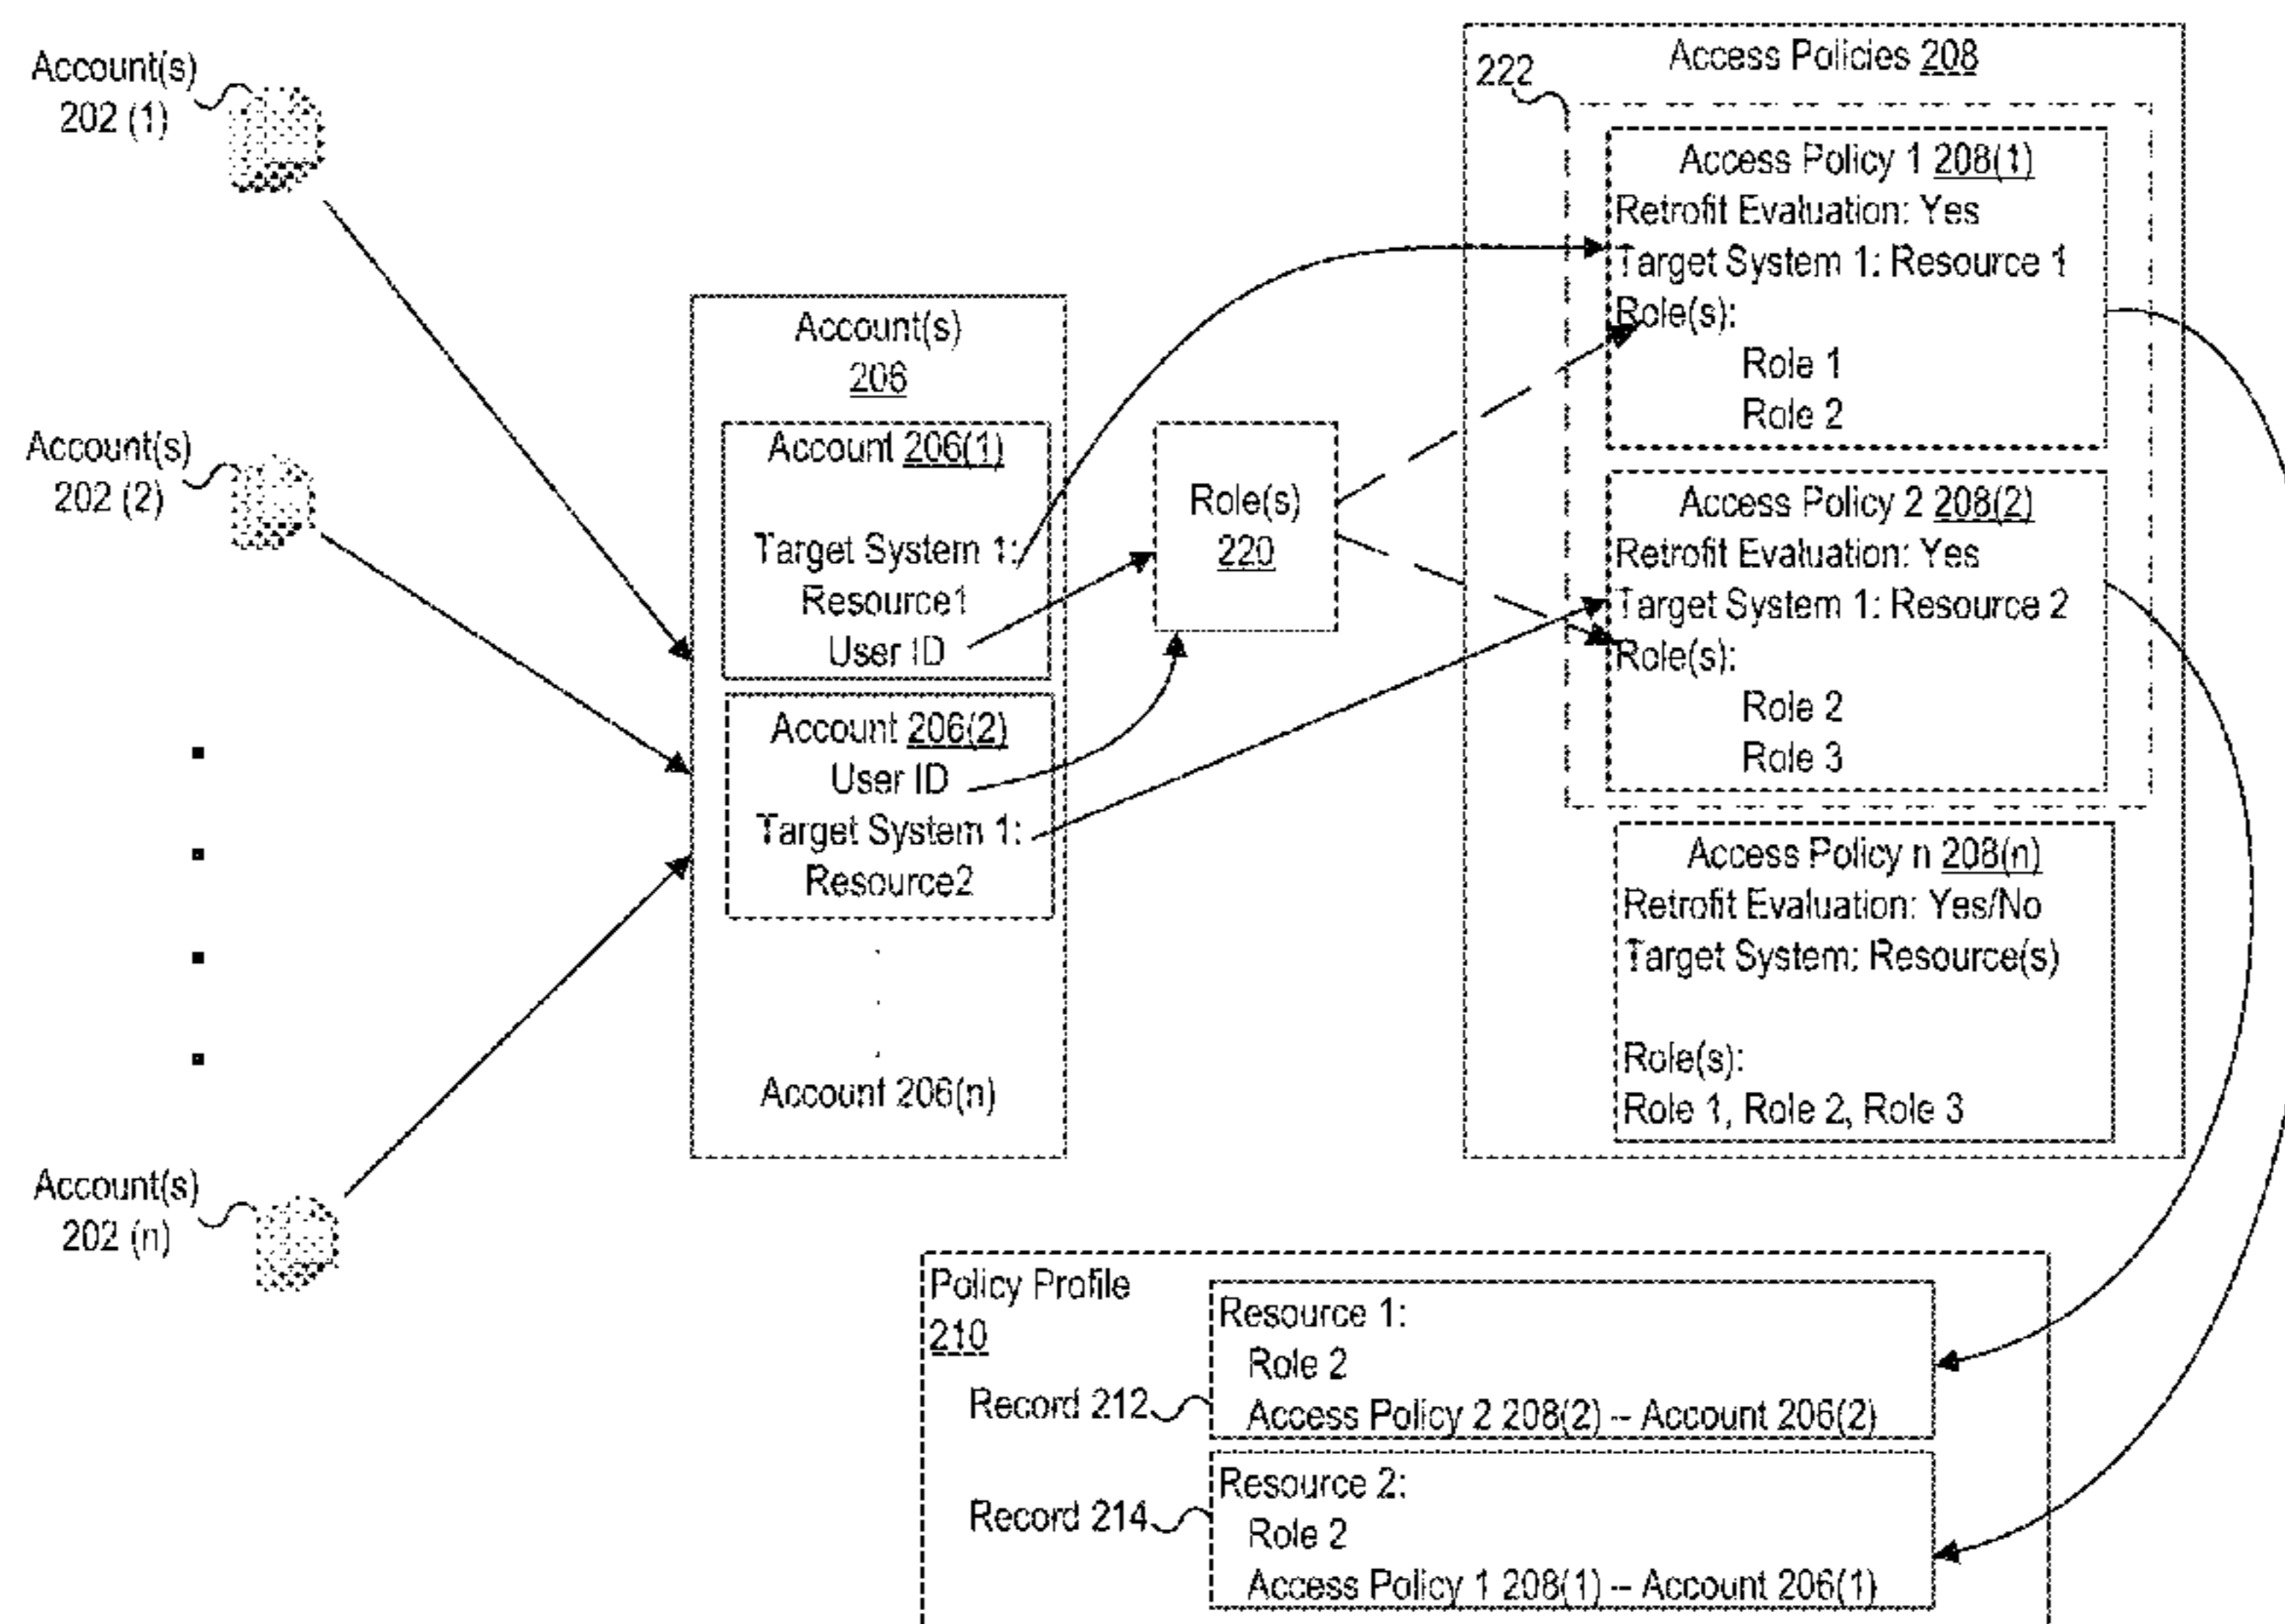 Account(s)
202 (1)
Account(s)
202 (2)
Account(s)
202 (n)
Account(s)
206
Account 206(1)
Target System 1:
Resource1
User ID
Account 206(2)
User ID
Target System 1:
Resource2
Account 206(n)
Role(s)
220
222
Access Policies 208
Access Policy 1 208(1)
Retrofit Evaluation: Yes
Target System 1: Resource 1
Role(s):
Role 1
Role 2
Access Policy 2 208(2)
Retrofit Evaluation: Yes
Target System 1: Resource 2
Role(s):
Role 2
Role 3
Access Policy n 208(n)
Retrofit Evaluation: Yes/No
Target System: Resource(s)
Role(s):
Role 1, Role 2, Role 3
Policy Profile
210
Record 212
Resource 1:
Role 2
Access Policy 2 208(2) – Account 206(2)
Record 214
Resource 2:
Role 2
Access Policy 1 208(1) – Account 206(1)